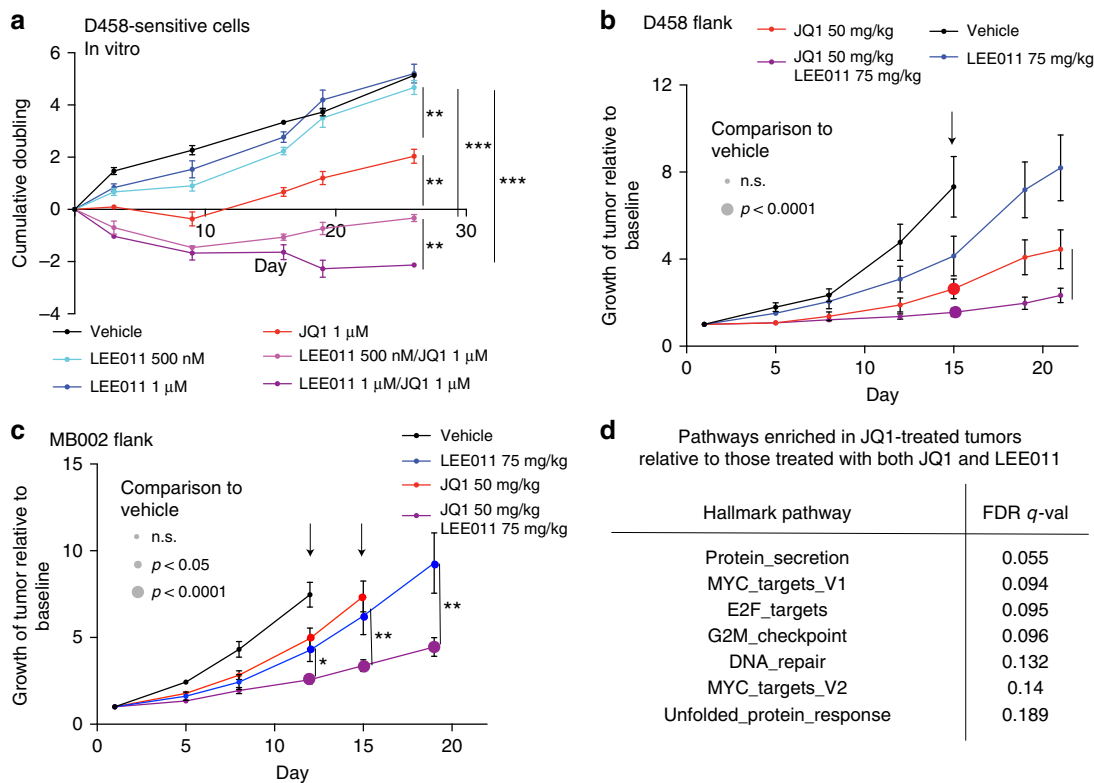 a
D458-sensitive cells
In vitro
Cumulative doubling
6
4
2
0
–2
–4
10
20
30
Day
**
**
**
***
***
Vehicle
LEE011 500 nM
LEE011 1 μM
JQ1 1 μM
LEE011 500 nM/JQ1 1 μM
LEE011 1 μM/JQ1 1 μM
b
D458 flank
JQ1 50 mg/kg
JQ1 50 mg/kg
LEE011 75 mg/kg
Vehicle
LEE011 75 mg/kg
Growth of tumor relative to
baseline
12
8
4
0
Comparison to
vehicle
n.s.
p < 0.0001
0
5
10
15
20
Day
c
MB002 flank
Vehicle
LEE011 75 mg/kg
JQ1 50 mg/kg
JQ1 50 mg/kg
LEE011 75 mg/kg
Growth of tumor relative to
baseline
15
10
5
0
Comparison to
vehicle
n.s.
p < 0.05
p < 0.0001
*
**
**
0
5
10
15
20
Day
d
Pathways enriched in JQ1-treated tumors
relative to those treated with both JQ1 and LEE011
Hallmark pathway FDR q-val
Protein_secretion 0.055
MYC_targets_V1 0.094
E2F_targets 0.095
G2M_checkpoint 0.096
DNA_repair 0.132
MYC_targets_V2 0.14
Unfolded_protein_response 0.189